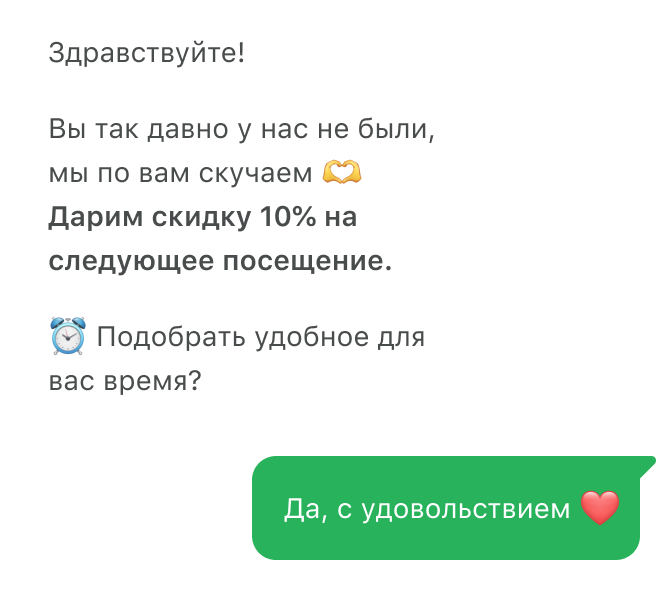 Здравствуйте!
Вы так давно у нас не были,
мы по вам скучаем 🫶
Дарим скидку 10% на
следующее посещение.
⏰ Подобрать удобное для
вас время?
Да, с удовольствием ❤️